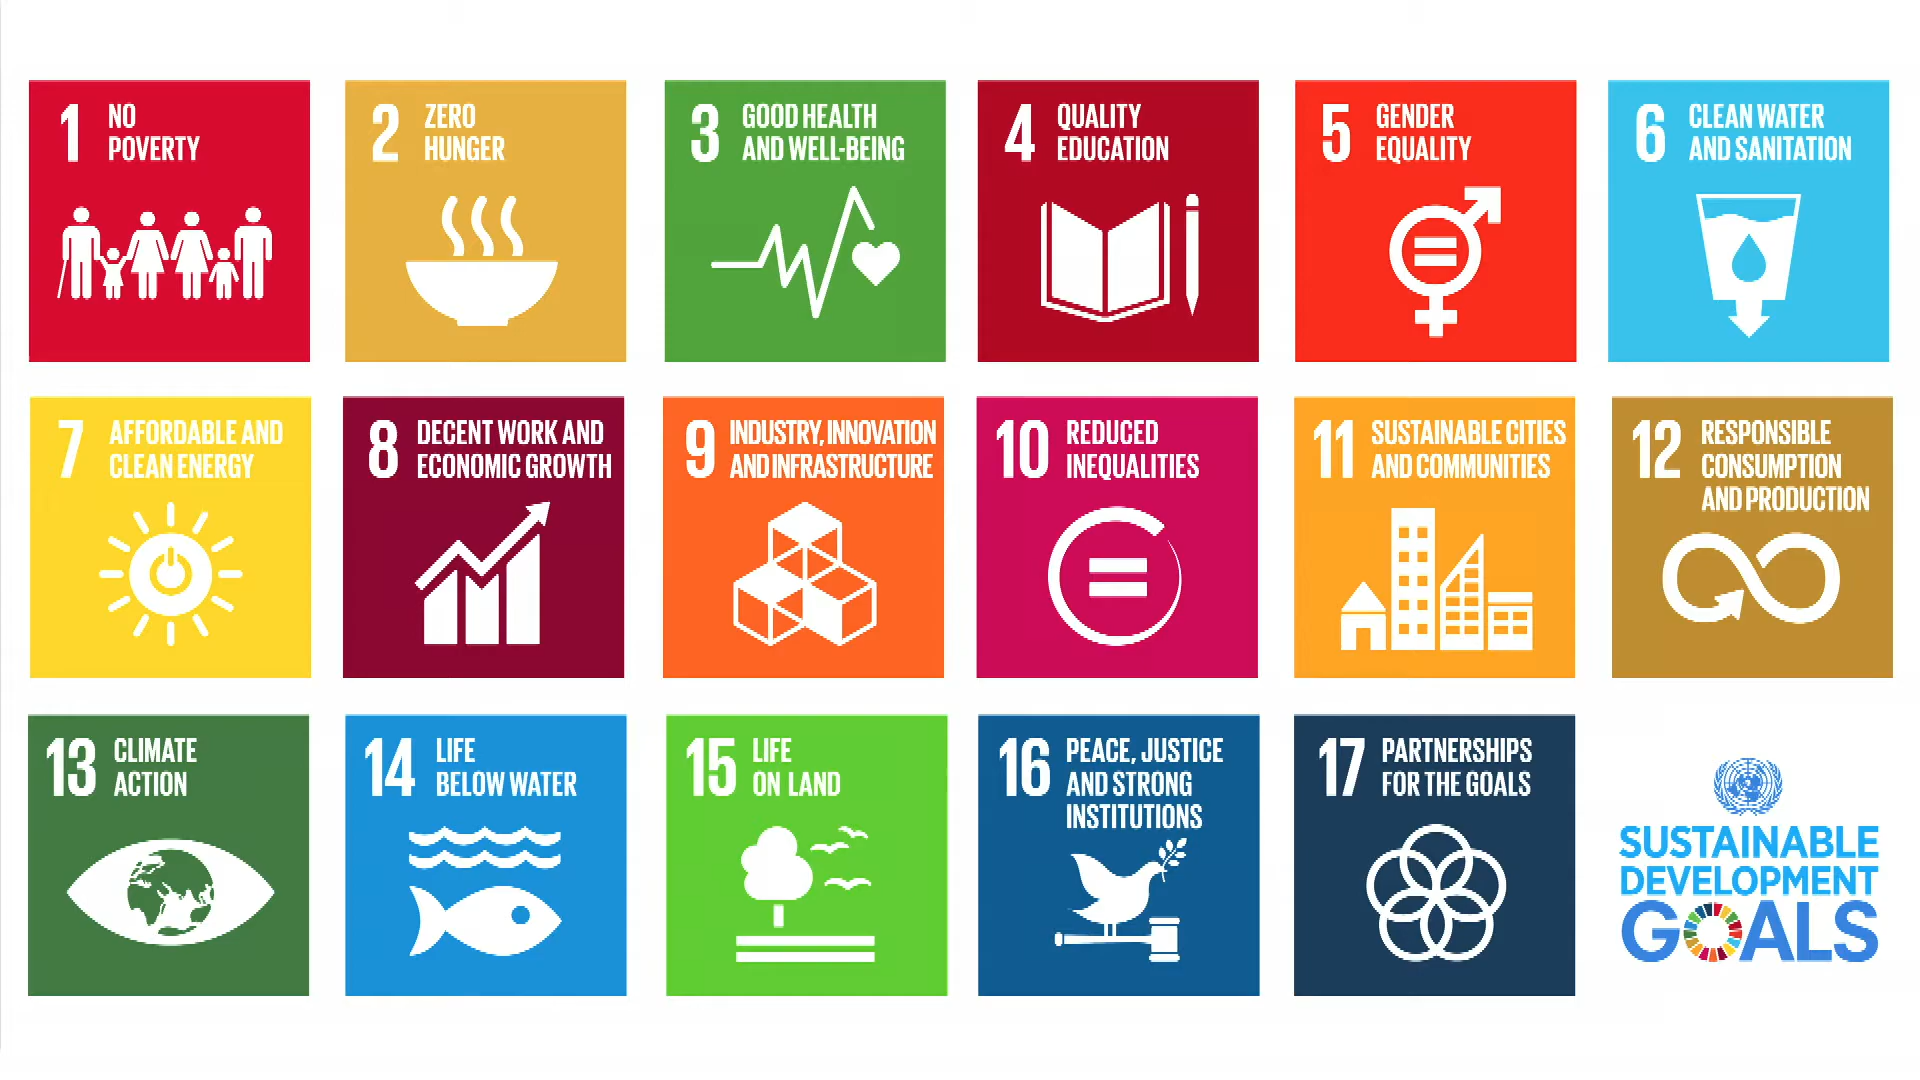 1 NO
POVERTY
2 ZERO
HUNGER
3 GOOD HEALTH
AND WELL-BEING
4 QUALITY
EDUCATION
5 GENDER
EQUALITY
6 CLEAN WATER
AND SANITATION
7 AFFORDABLE AND
CLEAN ENERGY
8 DECENT WORK AND
ECONOMIC GROWTH
9 INDUSTRY, INNOVATION
AND INFRASTRUCTURE
10 REDUCED
INEQUALITIES
11 SUSTAINABLE CITIES
AND COMMUNITIES
12 RESPONSIBLE
CONSUMPTION
AND PRODUCTION
13 CLIMATE
ACTION
14 LIFE
BELOW WATER
15 LIFE
ON LAND
16 PEACE, JUSTICE
AND STRONG
INSTITUTIONS
17 PARTNERSHIPS
FOR THE GOALS
SUSTAINABLE
DEVELOPMENT
GOALS